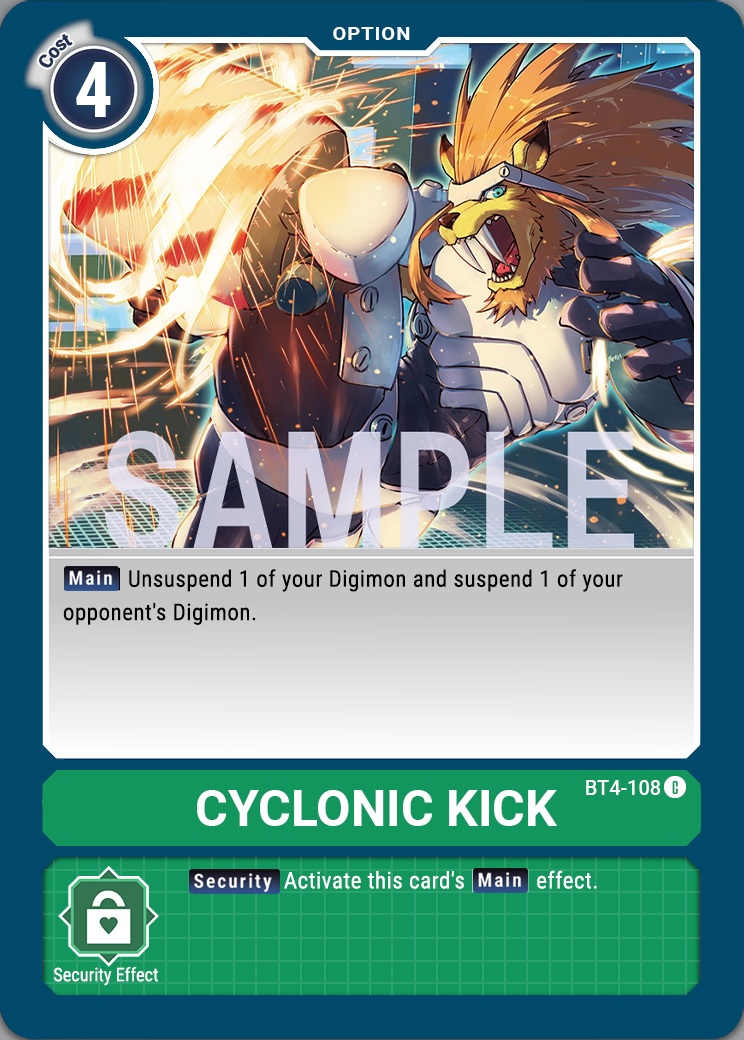 OPTION
Cost
4
SAMPLE
Main Unsuspend 1 of your Digimon and suspend 1 of your
opponent's Digimon.
BT4-108 C
CYCLONIC KICK
Security Activate this card's Main effect.
Security Effect